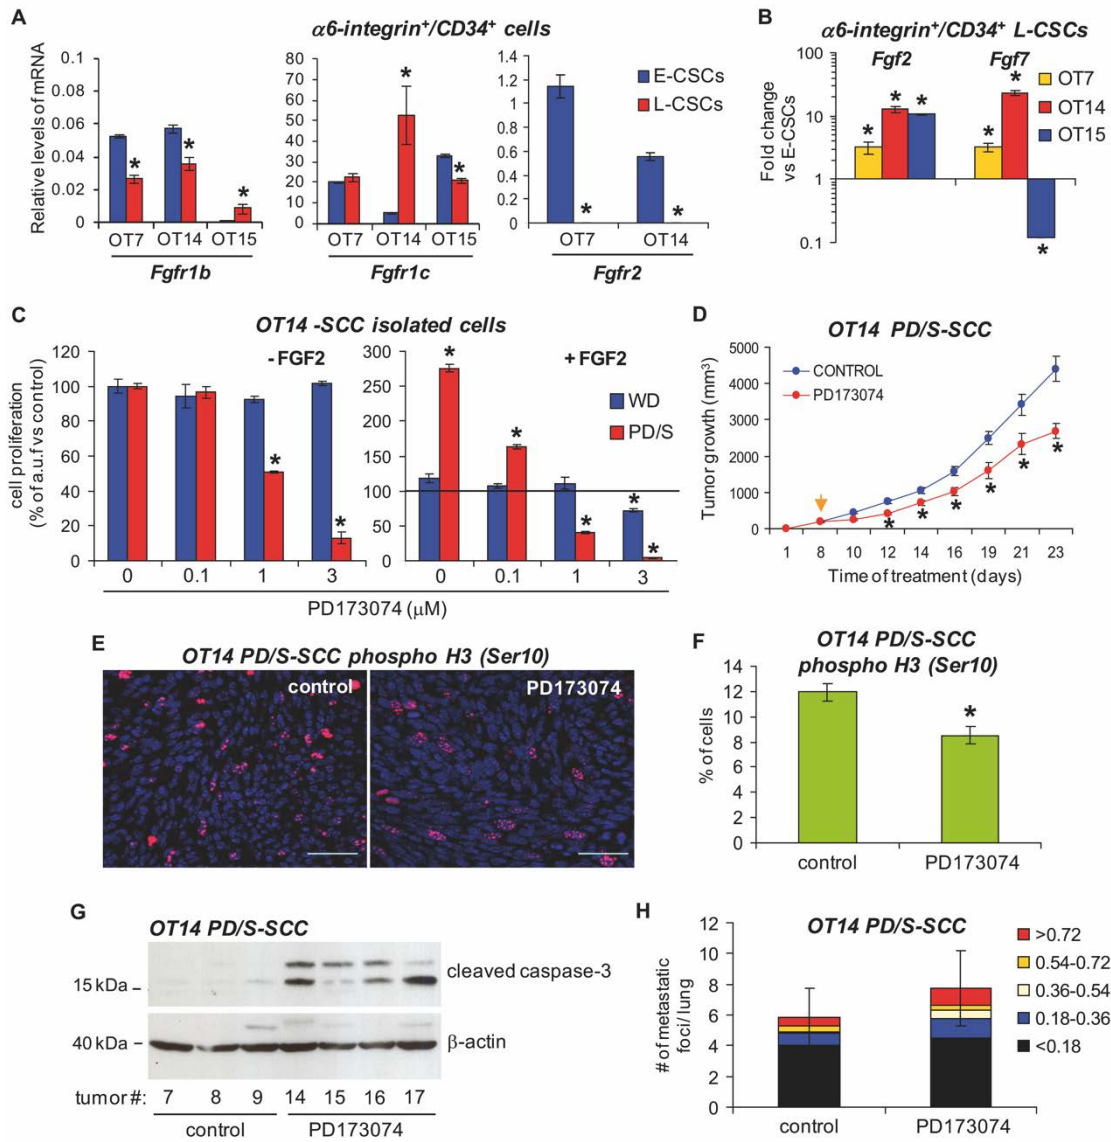 A
α6-integrin⁺/CD34⁺ cells
Relative levels of mRNA
0.1
0.08
0.06
0.04
0.02
0
*
*
*
OT7 OT14 OT15
Fgfr1b
80
70
60
50
40
30
20
10
0
*
*
OT7 OT14 OT15
Fgfr1c
1.4
1.2
1
0.8
0.6
0.4
0.2
0
E-CSCs
L-CSCs
* *
OT7 OT14
Fgfr2
B
α6-integrin⁺/CD34⁺ L-CSCs
Fgf2 Fgf7
Fold change
vs E-CSCs
100
10
1
0.1
* * * * * *
OT7
OT14
OT15
C
OT14 -SCC isolated cells
cell proliferation
(% of a.u.f vs control)
120
100
80
60
40
20
0
- FGF2
* *
0 0.1 1 3
300
250
200
150
100
50
0
+ FGF2
WD
PD/S
* * * * *
0 0.1 1 3
PD173074 (µM)
D
OT14 PD/S-SCC
Tumor growth (mm³)
5000
4000
3000
2000
1000
0
CONTROL
PD173074
* * * * * *
1 8 10 12 14 16 19 21 23
Time of treatment (days)
E
OT14 PD/S-SCC phospho H3 (Ser10)
control
PD173074
F
OT14 PD/S-SCC
phospho H3 (Ser10)
% of cells
14
12
10
8
6
4
2
0
*
control PD173074
G
OT14 PD/S-SCC
15 kDa –
cleaved caspase-3
40 kDa –
β-actin
tumor #: 7 8 9 14 15 16 17
control PD173074
H
OT14 PD/S-SCC
# of metastatic
foci/ lung
12
10
8
6
4
2
0
control PD173074
>0.72
0.54-0.72
0.36-0.54
0.18-0.36
<0.18